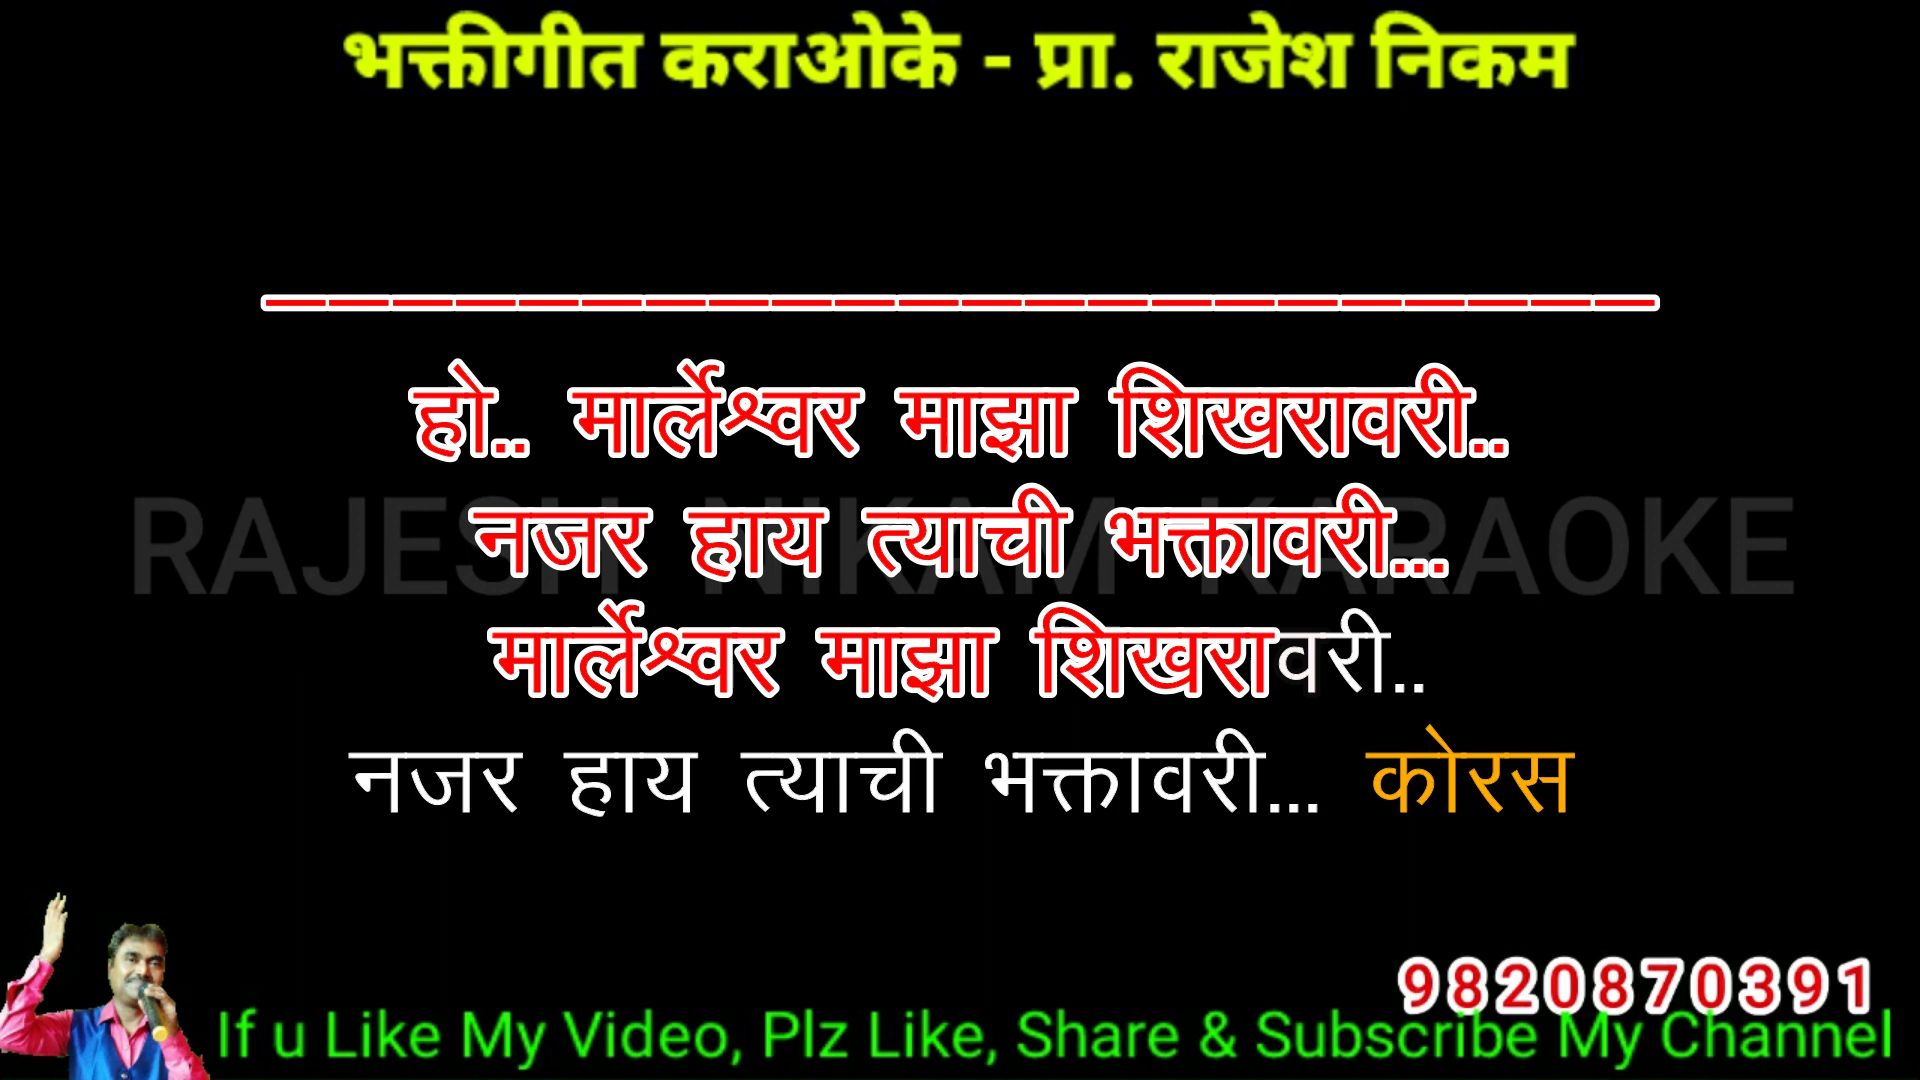 भक्तीगीत कराओके - प्रा. राजेश निकम
______________________
हो.. मार्लेश्वर माझा शिखरावरी..
RAJESH NIKAM KARAOKE
नजर हाय त्याची भक्तावरी...
मार्लेश्वर माझा शिखरावरी..
नजर हाय त्याची भक्तावरी... कोरस
9820870391
If u Like My Video, Plz Like, Share & Subscribe My Channel